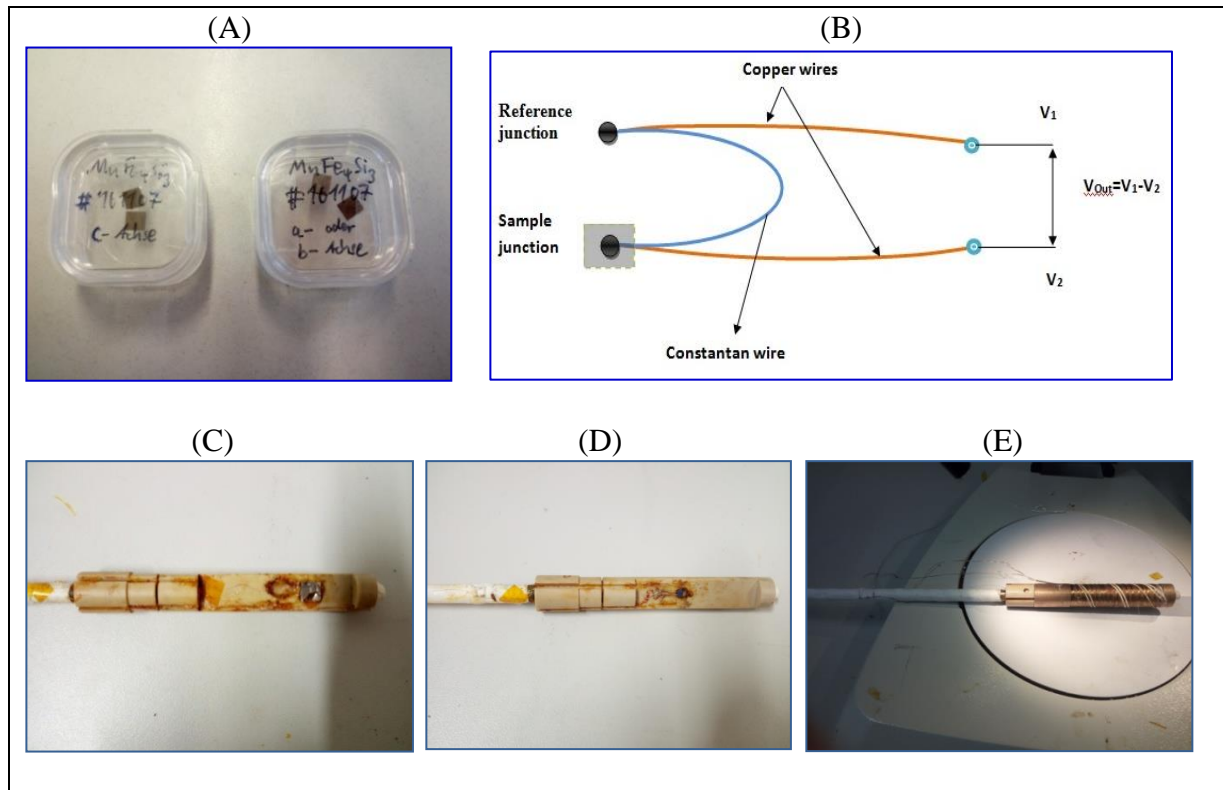 (A)
(B)
MnFe4Si3
#161107
c- Achse
MnFe4Si3
#161107
a- oder
b- Achse
Copper wires
Reference
junction
V1
VOut=V1-V2
Sample
junction
V2
Constantan wire
(C)
(D)
(E)